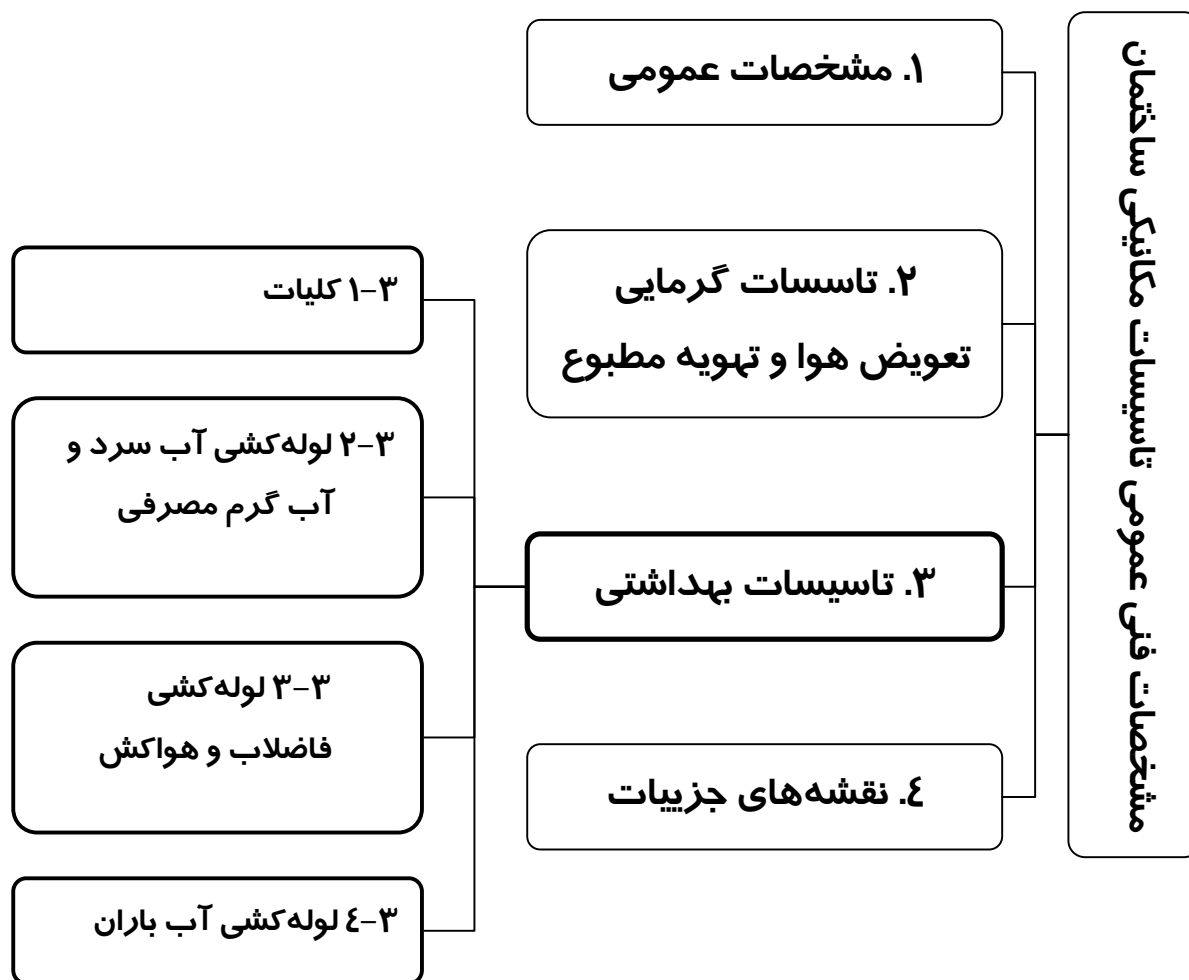 مشخصات فنی عمومی تاسیسات مکانیکی ساختمان
۱. مشخصات عمومی
۲. تاسسات گرمایی
تعویض هوا و تهویه مطبوع
۳. تاسیسات بهداشتی
۴. نقشه‌های جزییات
۳-۱ کلیات
۳-۲ لوله‌کشی آب سرد و
آب گرم مصرفی
۳-۳ لوله‌کشی
فاضلاب و هواکش
۳-۴ لوله‌کشی آب باران